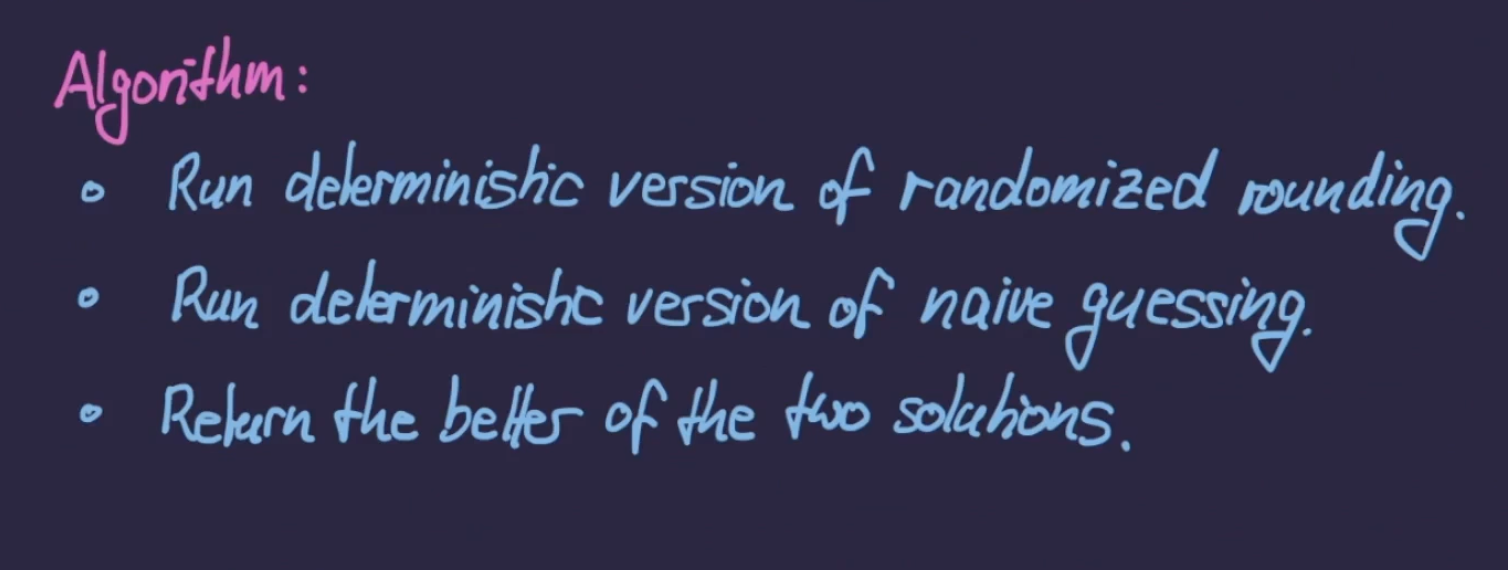 Algorithm:
Run deterministic version of randomized rounding.
Run deterministic version of naive guessing.
Return the better of the two solutions.